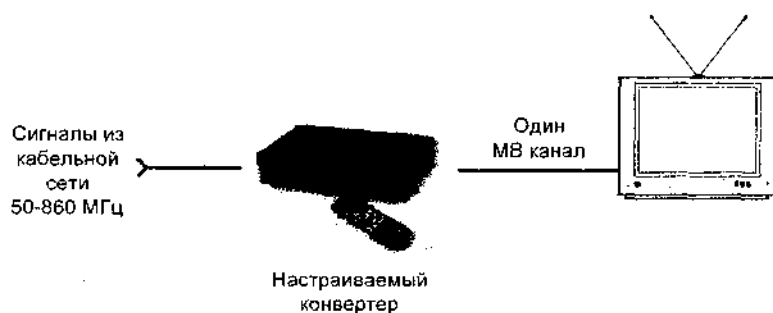 Сигналы из
кабельной
сети
50-860 МГц
Один
МВ канал
Настраиваемый
конвертер